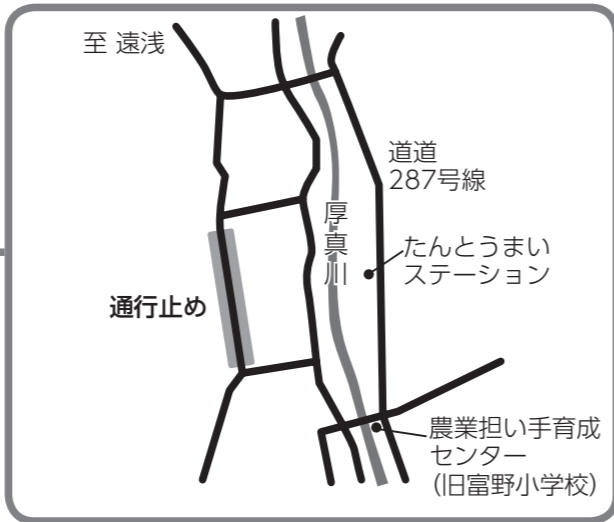 至 遠浅
道道
287号線
厚真川
たんとうまい
ステーション
通行止め
農業担い手育成
センター
(旧富野小学校)